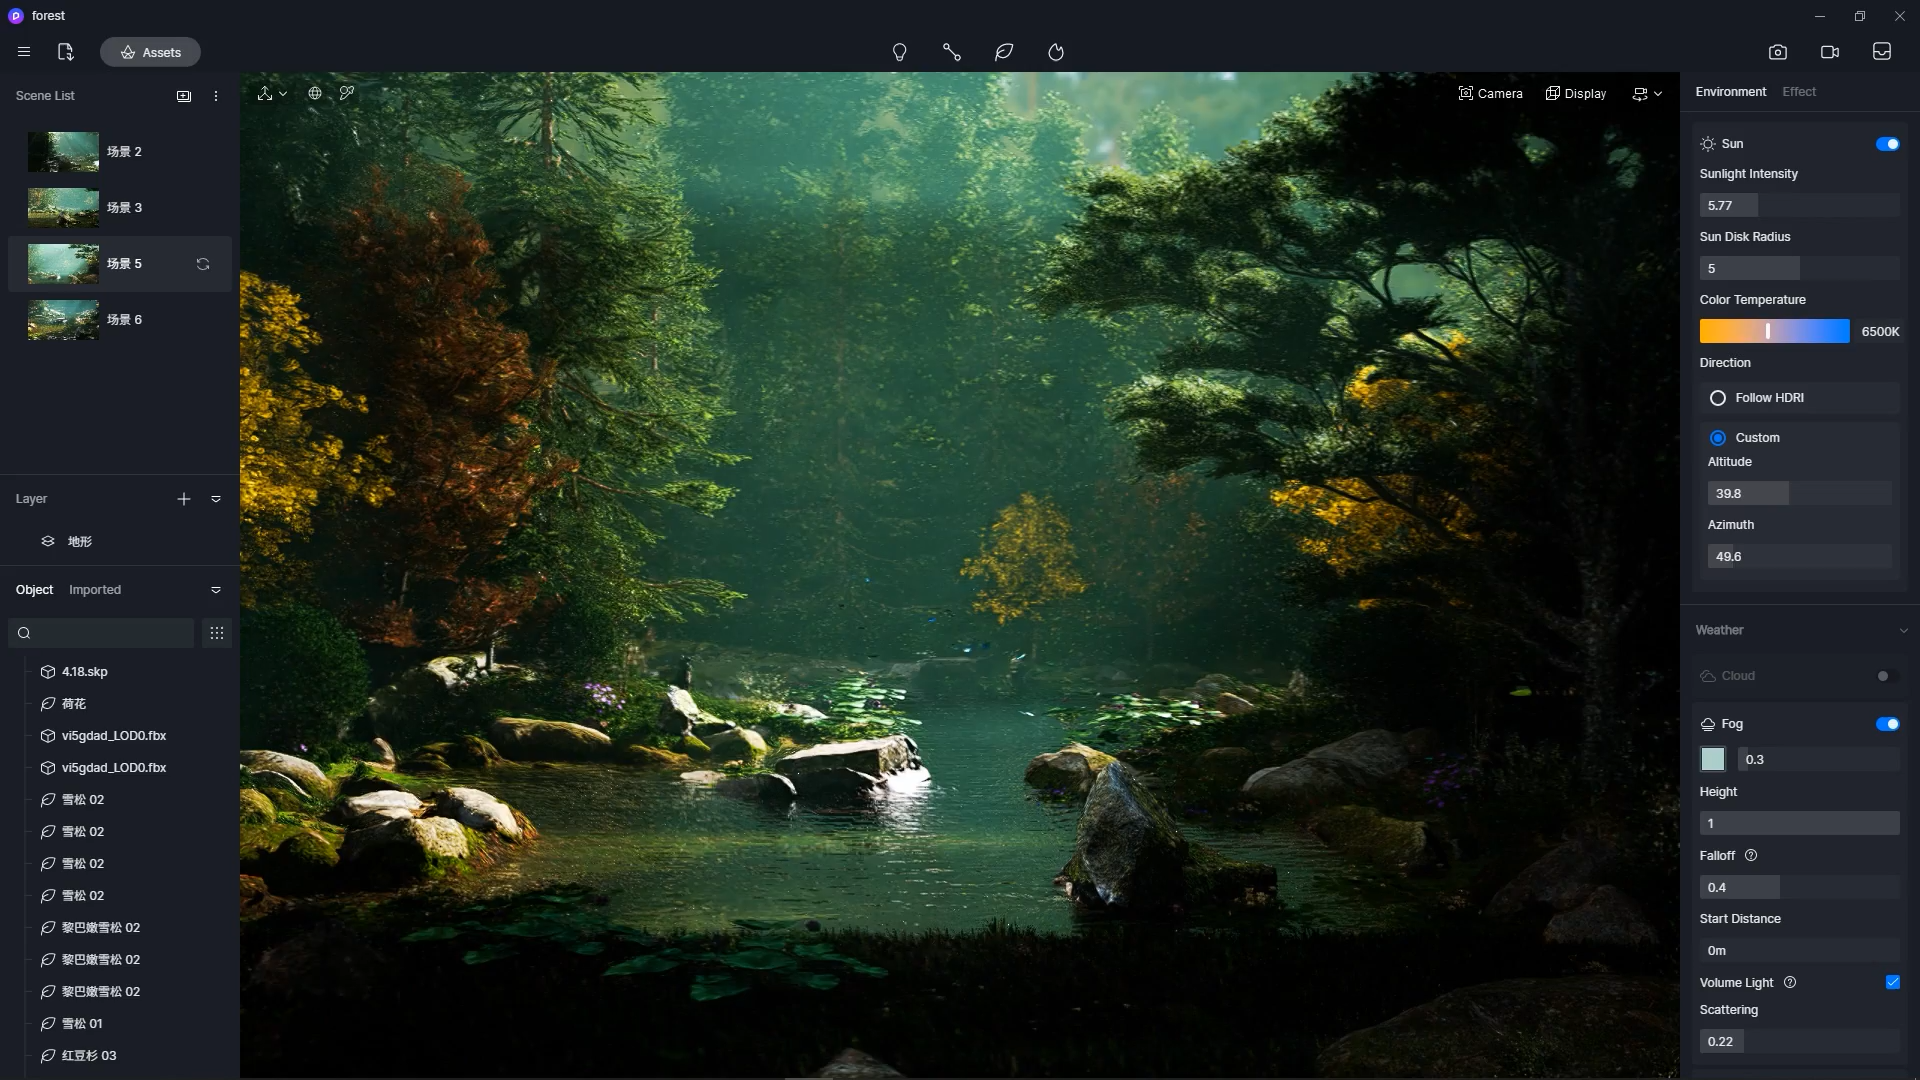 forest
Assets
Scene List
场景 2
场景 3
场景 5
场景 6
Layer
地形
Object Imported
4.18.skp
荷花
vi5gdad_LOD0.fbx
vi5gdad_LOD0.fbx
雪松 02
雪松 02
雪松 02
雪松 02
黎巴嫩雪松 02
黎巴嫩雪松 02
黎巴嫩雪松 02
雪松 01
红豆杉 03
Camera Display
Environment Effect
Sun
Sunlight Intensity
5.77
Sun Disk Radius
5
Color Temperature
6500K
Direction
Follow HDRI
Custom
Altitude
39.8
Azimuth
49.6
Weather
Cloud
Fog
0.3
Height
1
Falloff
0.4
Start Distance
0m
Volume Light
Scattering
0.22